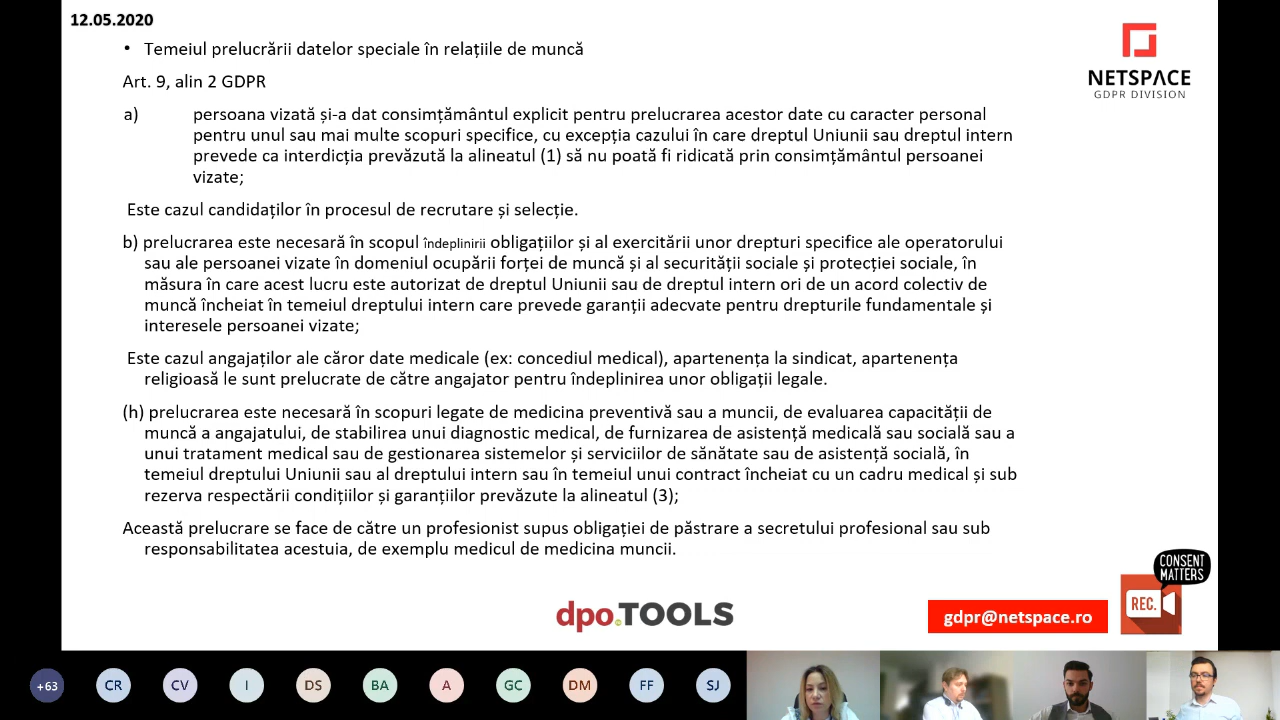 12.05.2020
• Temeiul prelucrării datelor speciale în relațiile de muncă
Art. 9, alin 2 GDPR
a) persoana vizată și-a dat consimțământul explicit pentru prelucrarea acestor date cu caracter personal
pentru unul sau mai multe scopuri specifice, cu excepția cazului în care dreptul Uniunii sau dreptul intern
prevede ca interdicția prevăzută la alineatul (1) să nu poată fi ridicată prin consimțământul persoanei
vizate;
Este cazul candidaților în procesul de recrutare și selecție.
b) prelucrarea este necesară în scopul îndeplinirii obligațiilor și al exercitării unor drepturi specifice ale operatorului
sau ale persoanei vizate în domeniul ocupării forței de muncă și al securității sociale și protecției sociale, în
măsura în care acest lucru este autorizat de dreptul Uniunii sau de dreptul intern ori de un acord colectiv de
muncă încheiat în temeiul dreptului intern care prevede garanții adecvate pentru drepturile fundamentale și
interesele persoanei vizate;
Este cazul angajaților ale căror date medicale (ex: concediul medical), apartenența la sindicat, apartenența
religioasă le sunt prelucrate de către angajator pentru îndeplinirea unor obligații legale.
(h) prelucrarea este necesară în scopuri legate de medicina preventivă sau a muncii, de evaluarea capacității de
muncă a angajatului, de stabilirea unui diagnostic medical, de furnizarea de asistență medicală sau socială sau a
unui tratament medical sau de gestionarea sistemelor și serviciilor de sănătate sau de asistență socială, în
temeiul dreptului Uniunii sau al dreptului intern sau în temeiul unui contract încheiat cu un cadru medical și sub
rezerva respectării condițiilor și garanțiilor prevăzute la alineatul (3);
Această prelucrare se face de către un profesionist supus obligației de păstrare a secretului profesional sau sub
responsabilitatea acestuia, de exemplu medicul de medicina muncii.
NETSPACE
GDPR DIVISION
CONSENT
MATTERS
REC.
dpo.TOOLS
gdpr@netspace.ro
+63 CR CV I DS BA A GC DM FF SJ